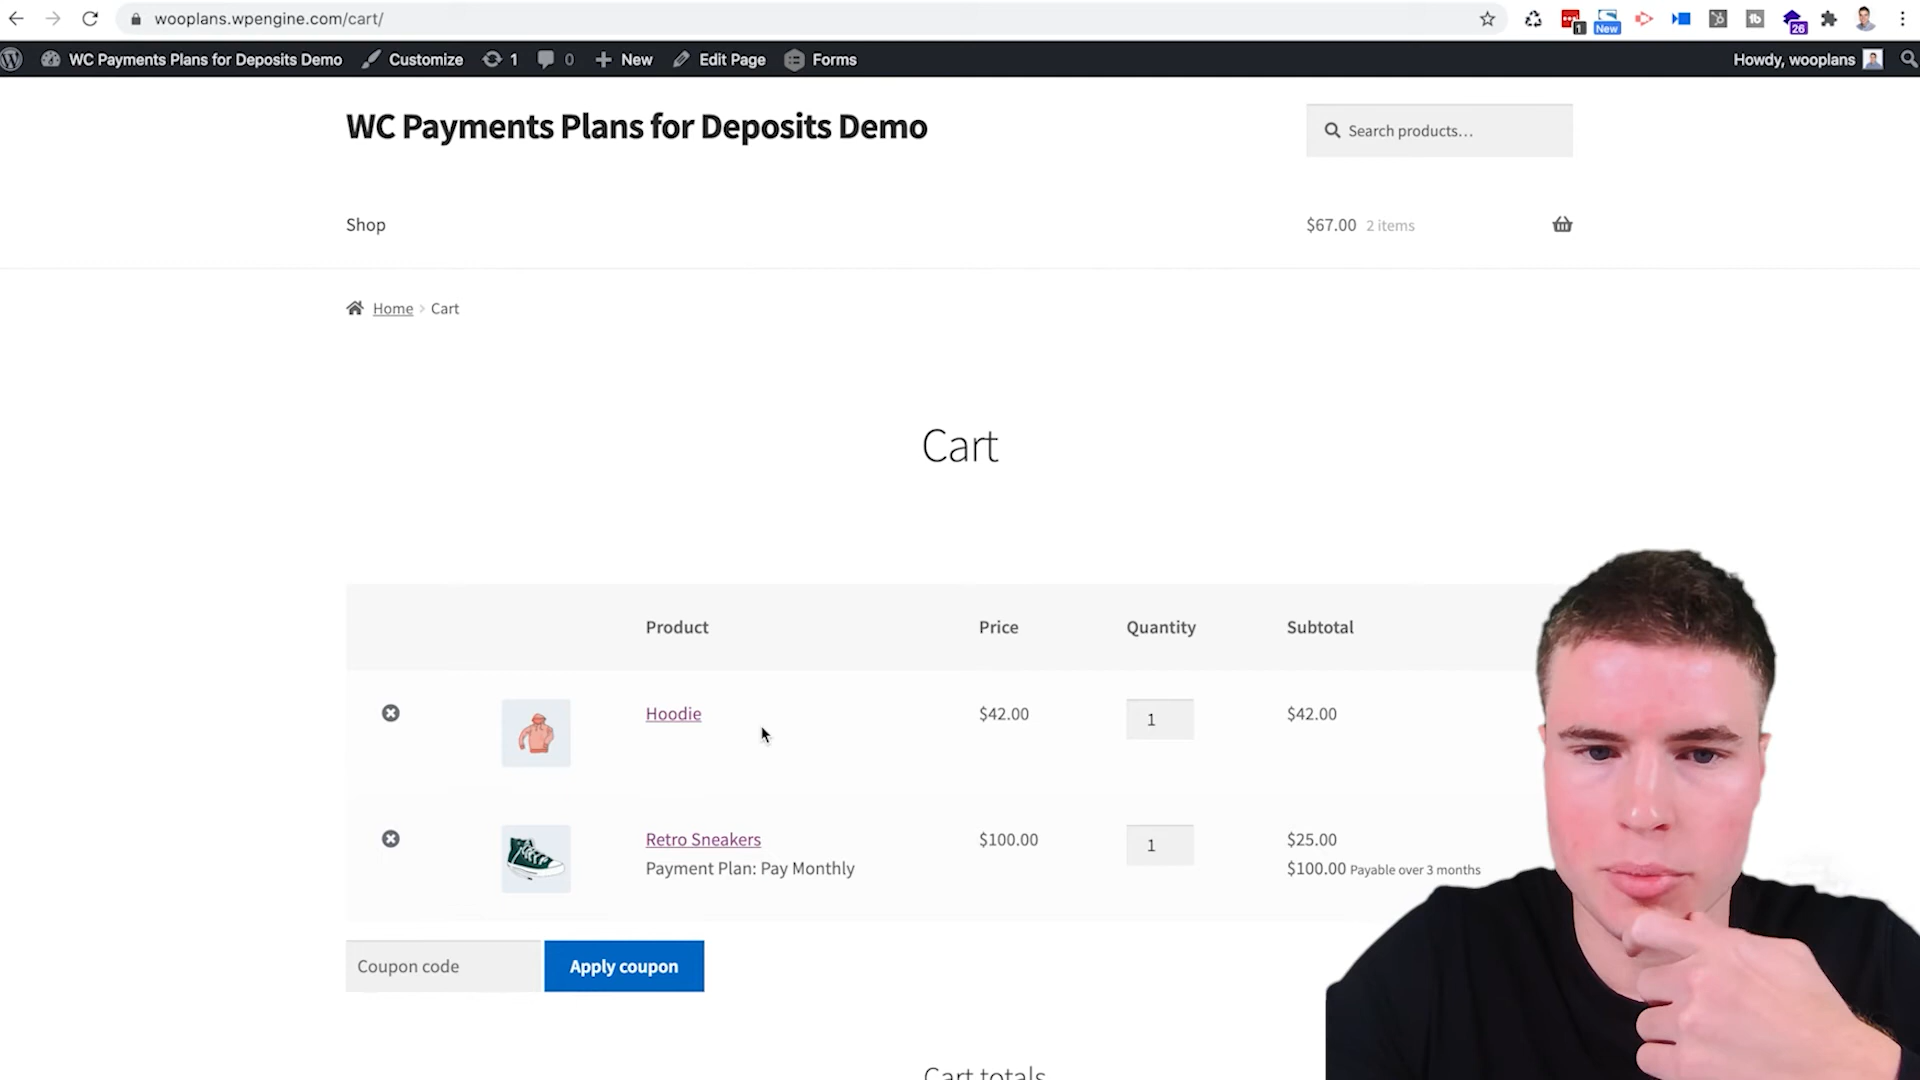 wooplans.wpengine.com/cart/
1
New
26
WC Payments Plans for Deposits Demo
Customize
1
0
New
Edit Page
Forms
Howdy, wooplans
WC Payments Plans for Deposits Demo
Search products…
Shop
$67.00 2 items
Home › Cart
Cart
Product Price Quantity Subtotal
Hoodie $42.00 1 $42.00
Retro Sneakers $100.00 1 $25.00
Payment Plan: Pay Monthly $100.00 Payable over 3 months
Coupon code Apply coupon
Cart totals